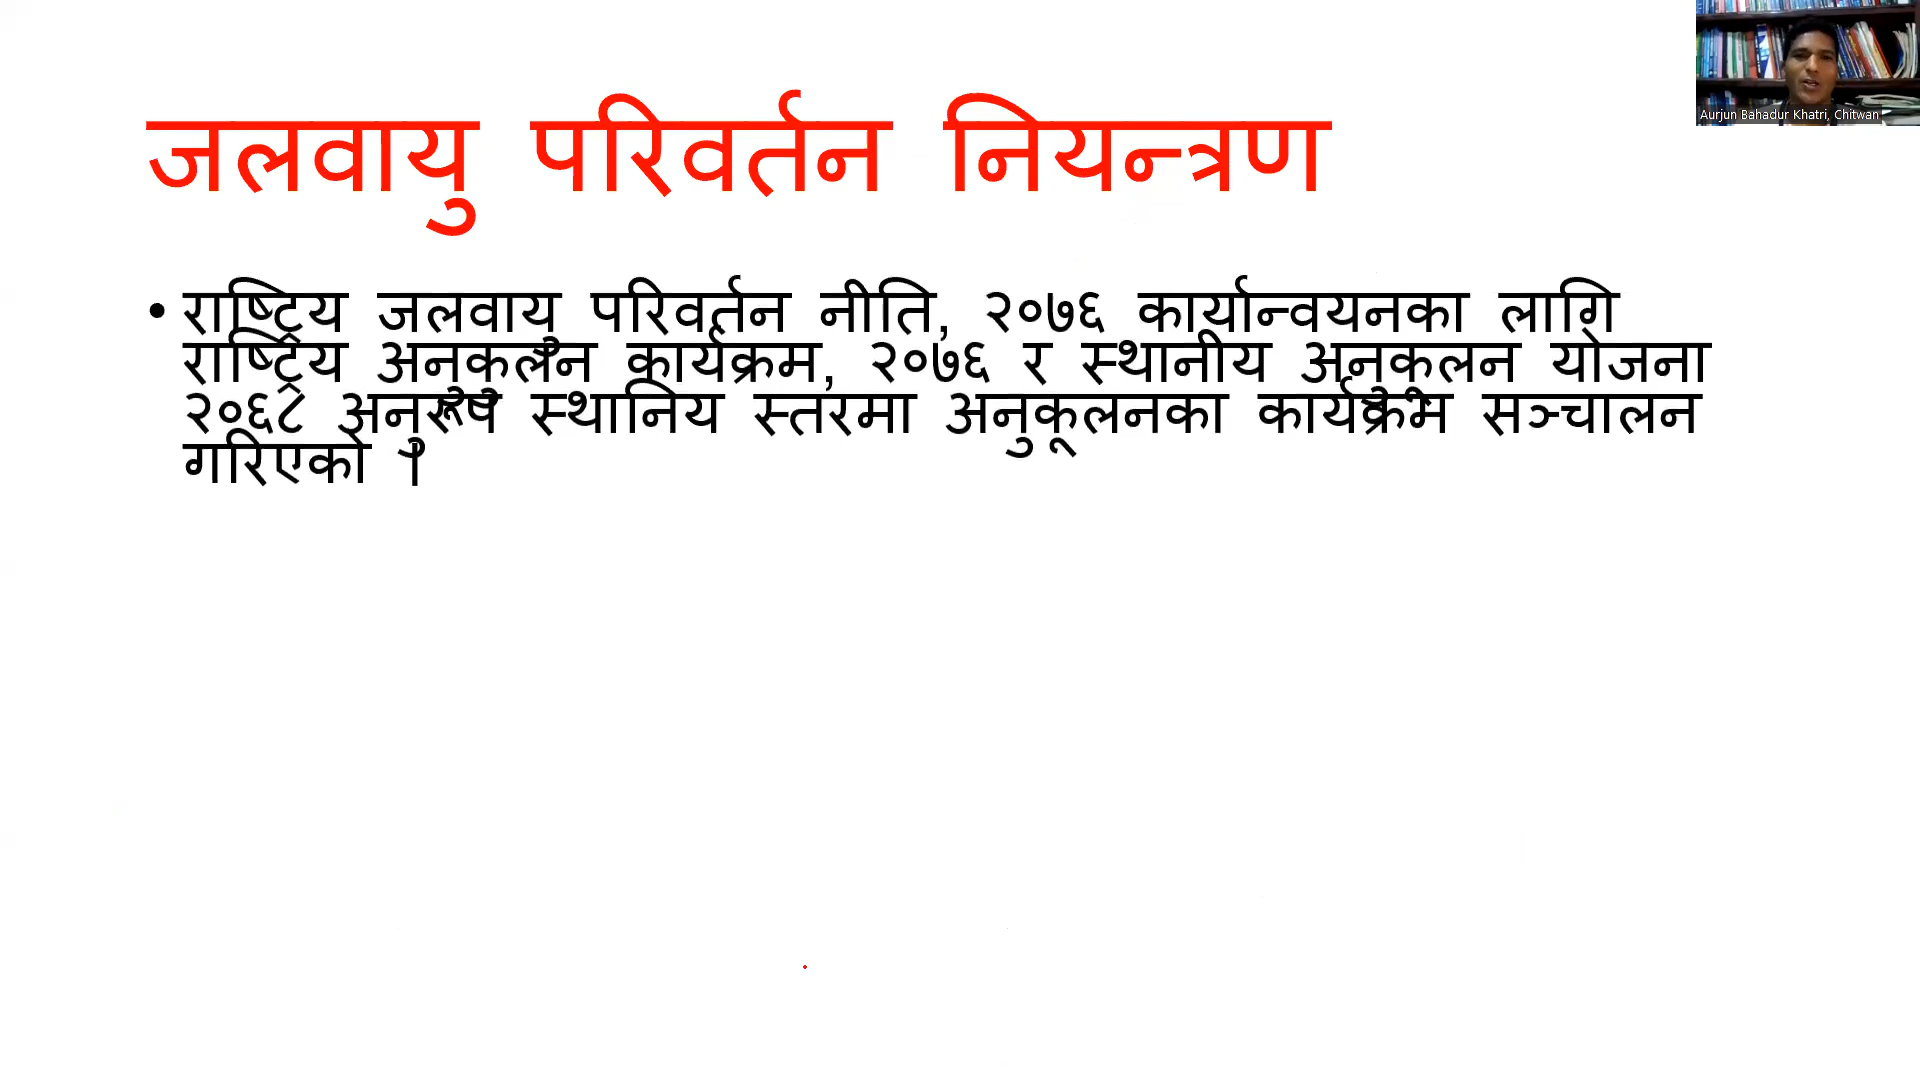 Aurjun Bahadur Khatri, Chitwan
जलवायु परिवर्तन नियन्त्रण
• राष्ट्रिय जलवायु परिवर्तन नीति, २०७६ कार्यान्वयनका लागि
राष्ट्रिय अनुकुलन कार्यक्रम, २०७६ र स्थानीय अनुकूलन योजना
२०६८ अनुरूप स्थानिय स्तरमा अनुकूलनका कार्यक्रम सञ्चालन
गरिएको ।